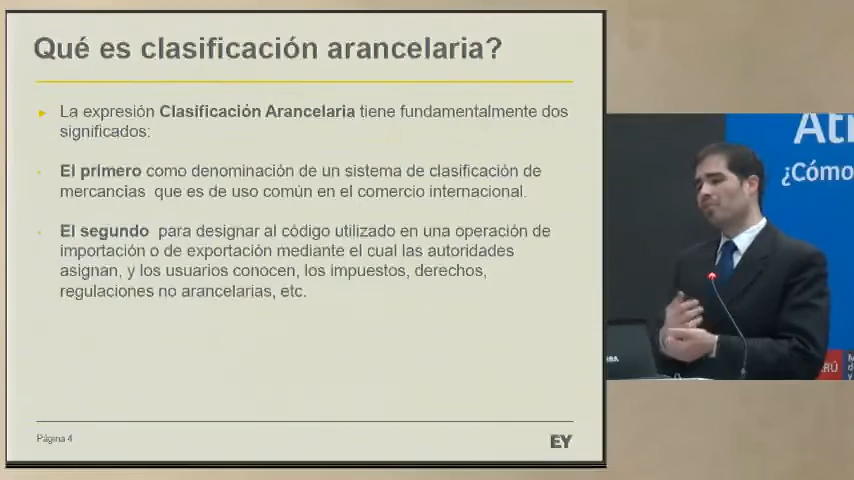 Qué es clasificación arancelaria?
La expresión Clasificación Arancelaria tiene fundamentalmente dos
significados:
El primero como denominación de un sistema de clasificación de
mercancías que es de uso común en el comercio internacional.
El segundo para designar al código utilizado en una operación de
importación o de exportación mediante el cual las autoridades
asignan, y los usuarios conocen, los impuestos, derechos,
regulaciones no arancelarias, etc.
Página 4
EY
¿Cómo